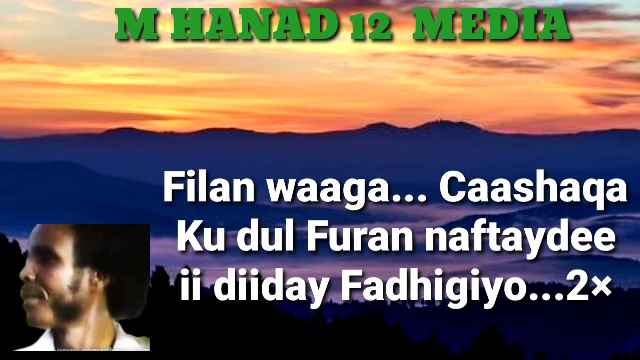 M HANAD 12 MEDIA
Filan waaga... Caashaqa
Ku dul Furan naftaydee
ii diiday Fadhigiyo...2×